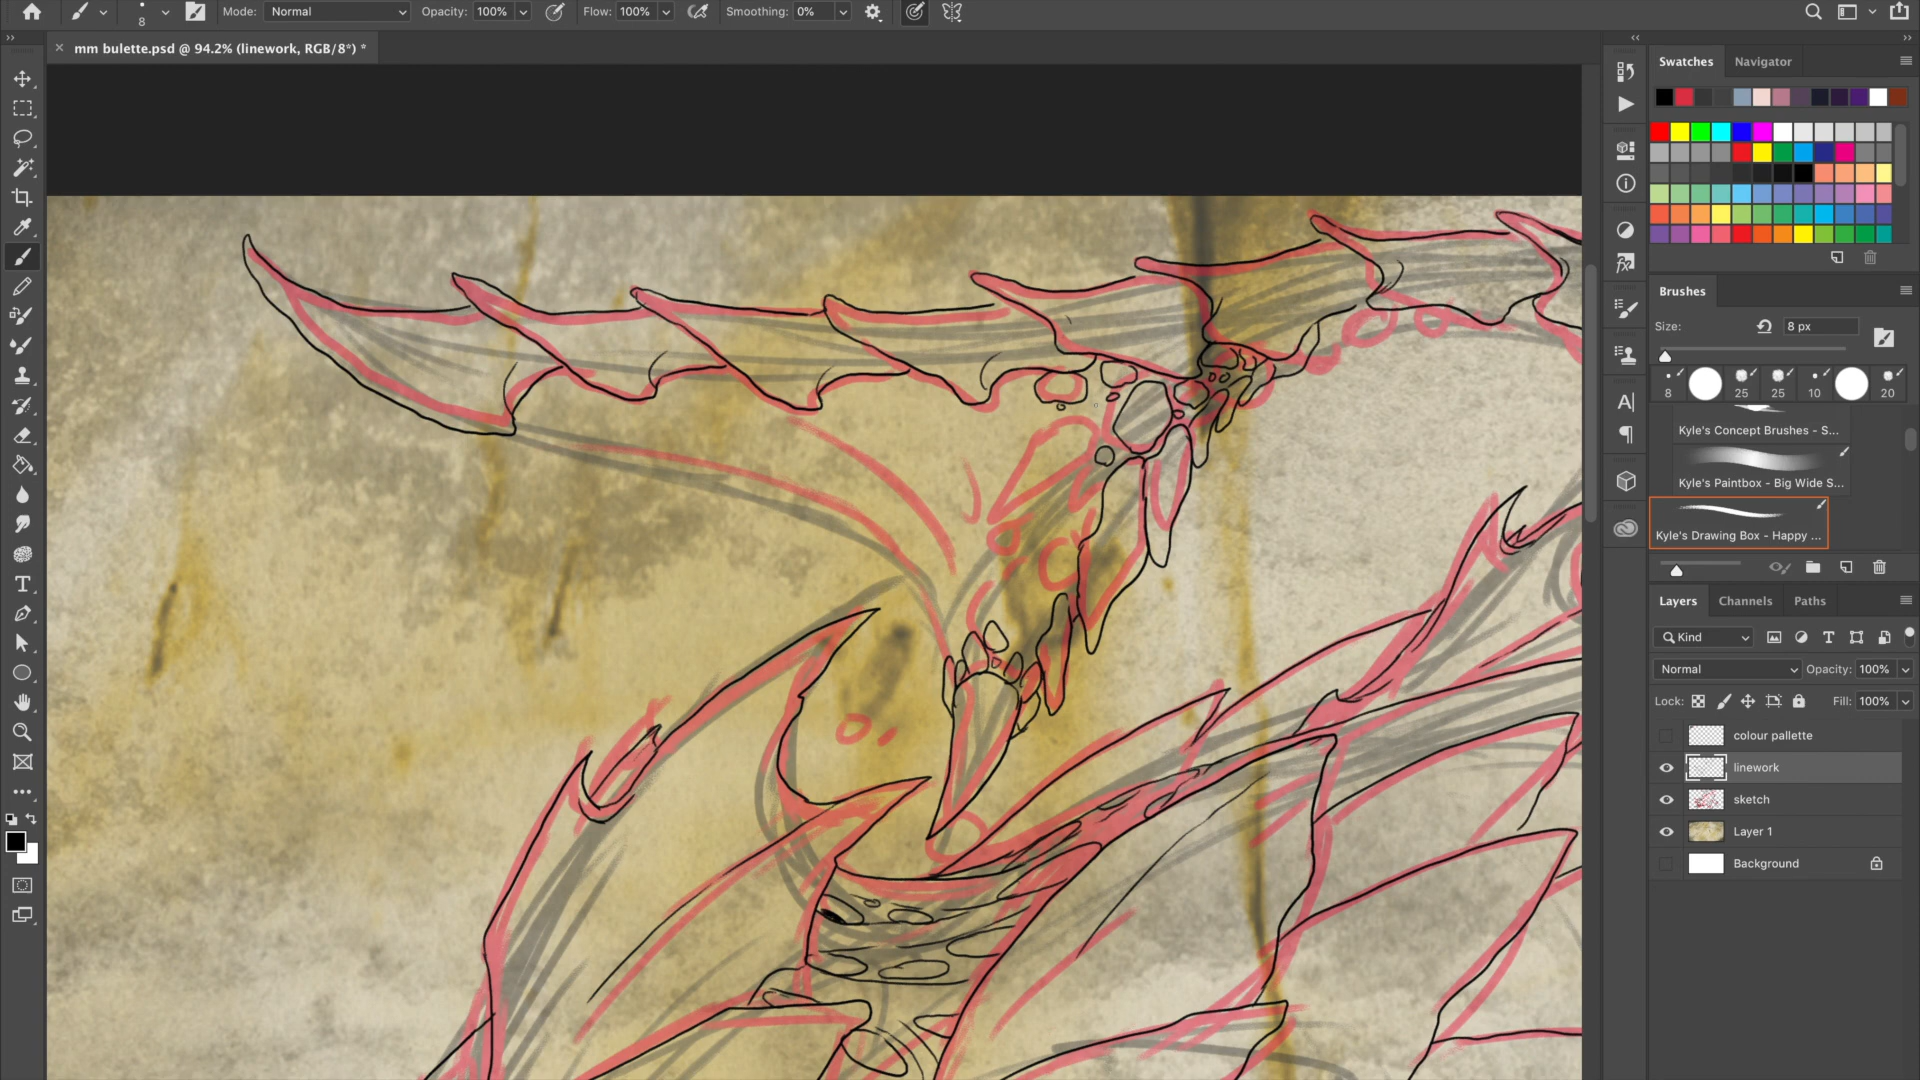 8
Mode: Normal
Opacity: 100%
Flow: 100%
Smoothing: 0%
mm bulette.psd @ 94.2% (linework, RGB/8*) *
Swatches Navigator
Brushes
Size: 8 px
8 25 25 10 20
Kyle's Concept Brushes - S...
Kyle's Paintbox - Big Wide S...
Kyle's Drawing Box - Happy ...
Layers Channels Paths
Kind
Normal Opacity: 100%
Lock: Fill: 100%
colour pallette
linework
sketch
Layer 1
Background